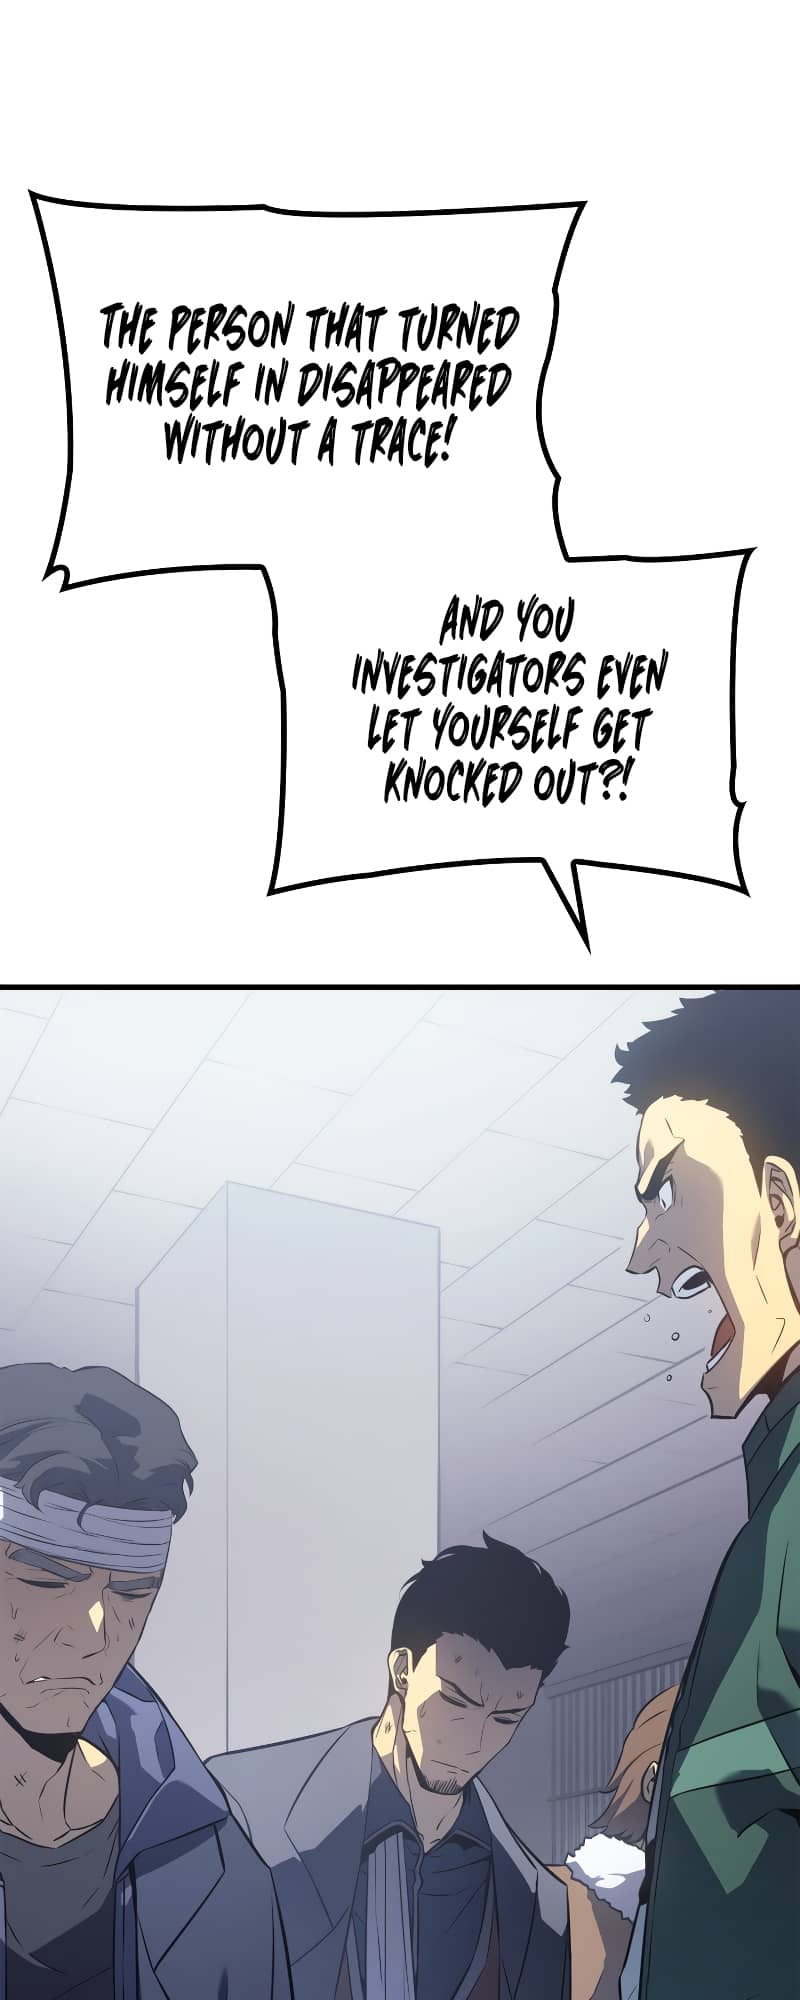 THE PERSON THAT TURNED
HIMSELF IN DISAPPEARED
WITHOUT A TRACE!
AND YOU
INVESTIGATORS EVEN
LET YOURSELF GET
KNOCKED OUT?!